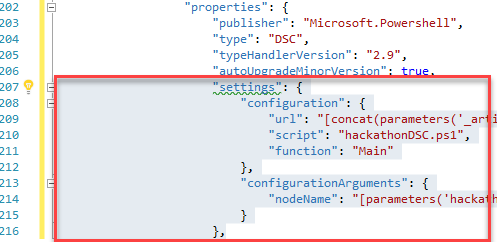 202 "properties": {
203 "publisher": "Microsoft.Powershell",
204 "type": "DSC",
205 "typeHandlerVersion": "2.9",
206 "autoUpgradeMinorVersion": true,
207 "settings": {
208 "configuration": {
209 "url": "[concat(parameters('_arti
210 "script": "hackathonDSC.ps1",
211 "function": "Main"
212 },
213 "configurationArguments": {
214 "nodeName": "[parameters('hackath
215 }
216 },